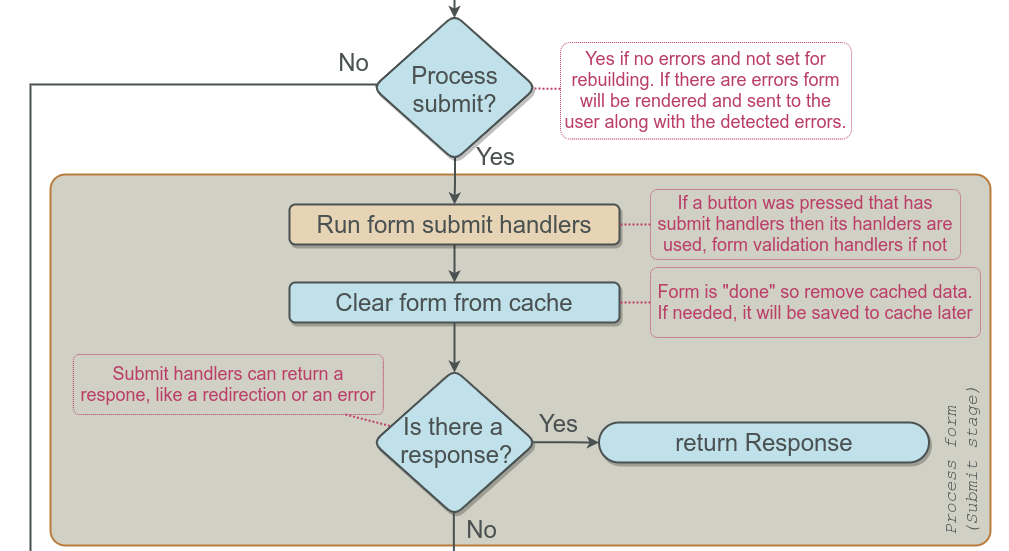 No
Process
submit?
Yes if no errors and not set for
rebuilding. If there are errors form
will be rendered and sent to the
user along with the detected errors.
Yes
Run form submit handlers
If a button was pressed that has
submit handlers then its hanlders are
used, form validation handlers if not
Clear form from cache
Form is "done" so remove cached data.
If needed, it will be saved to cache later
Submit handlers can return a
respone, like a redirection or an error
Is there a
response?
Yes
return Response
No
Process form
(Submit stage)